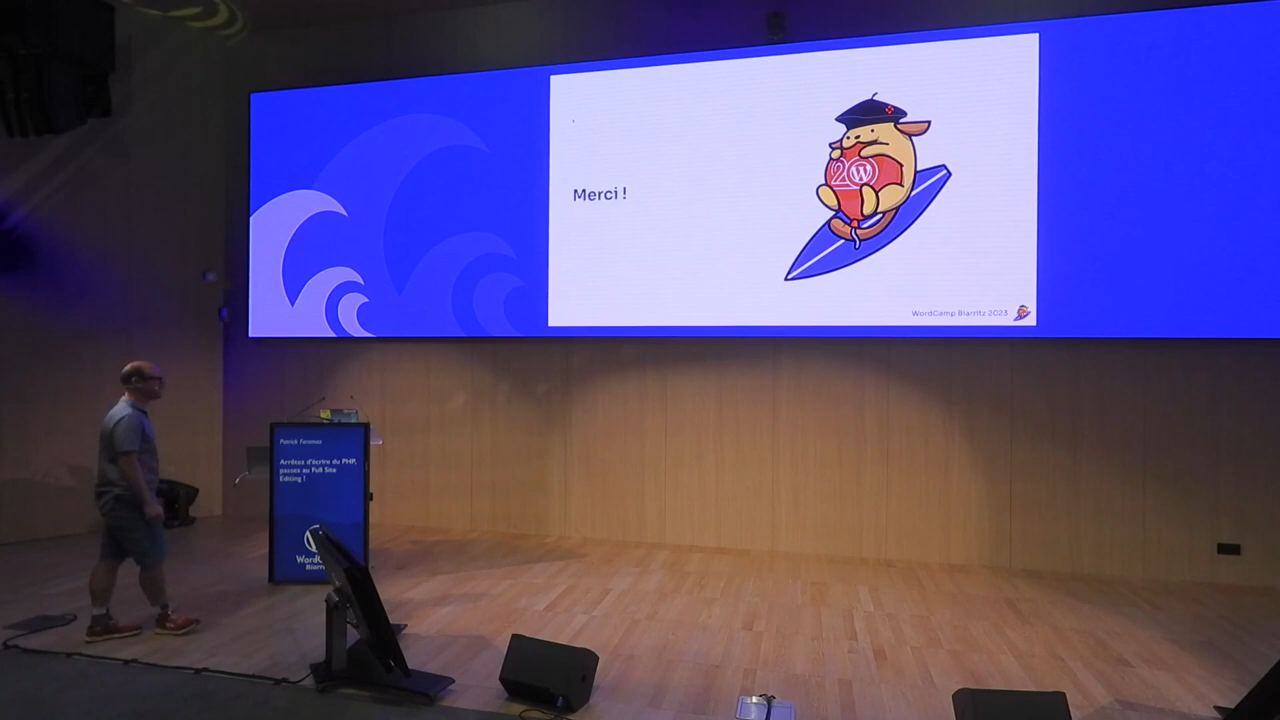 Merci !
20
WordCamp Biarritz 2023
Patrick Faramaz
Arrêtez d'écrire du PHP,
passez au Full Site
Editing !